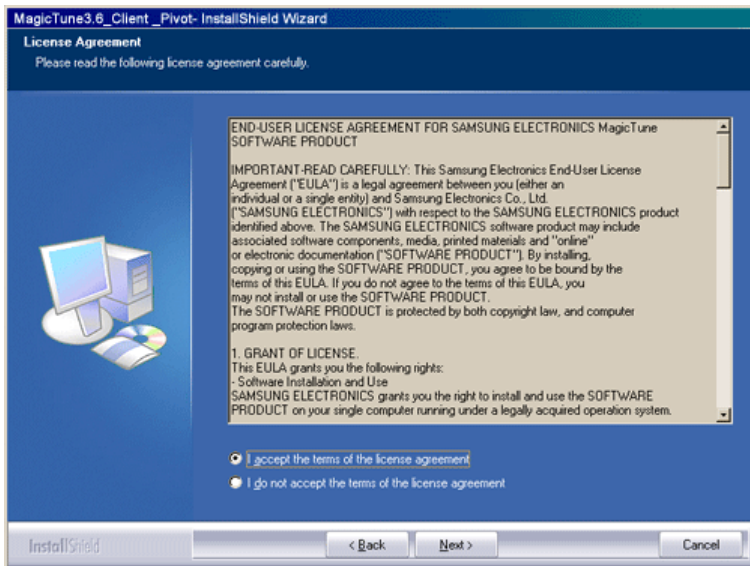 MagicTune3.6_Client _Pivot- InstallShield Wizard
License Agreement
Please read the following license agreement carefully.
END-USER LICENSE AGREEMENT FOR SAMSUNG ELECTRONICS MagicTune
SOFTWARE PRODUCT
IMPORTANT-READ CAREFULLY: This Samsung Electronics End-User License
Agreement ("EULA") is a legal agreement between you (either an
individual or a single entity) and Samsung Electronics Co., Ltd.
("SAMSUNG ELECTRONICS") with respect to the SAMSUNG ELECTRONICS product
identified above. The SAMSUNG ELECTRONICS software product may include
associated software components, media, printed materials and "online"
or electronic documentation ("SOFTWARE PRODUCT"). By installing,
copying or using the SOFTWARE PRODUCT, you agree to be bound by the
terms of this EULA. If you do not agree to the terms of this EULA, you
may not install or use the SOFTWARE PRODUCT.
The SOFTWARE PRODUCT is protected by both copyright law, and computer
program protection laws.
1. GRANT OF LICENSE.
This EULA grants you the following rights:
- Software Installation and Use
SAMSUNG ELECTRONICS grants you the right to install and use the SOFTWARE
PRODUCT on your single computer running under a legally acquired operation system.
I accept the terms of the license agreement
I do not accept the terms of the license agreement
InstallShield
< Back
Next >
Cancel